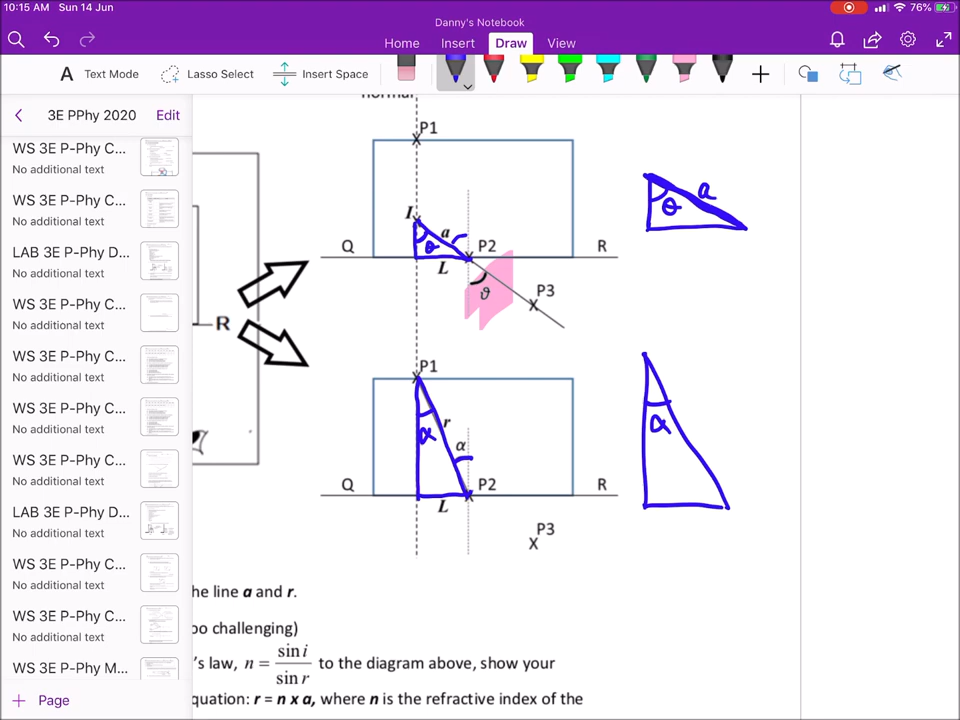 10:15 AM Sun 14 Jun
76%
Danny's Notebook
Home Insert Draw View
A Text Mode Lasso Select Insert Space
3E PPhy 2020 Edit
WS 3E P-Phy C...
No additional text
WS 3E P-Phy C...
No additional text
LAB 3E P-Phy D...
No additional text
WS 3E P-Phy C...
No additional text
WS 3E P-Phy C...
No additional text
WS 3E P-Phy C...
No additional text
WS 3E P-Phy C...
No additional text
LAB 3E P-Phy D...
No additional text
WS 3E P-Phy C...
No additional text
WS 3E P-Phy C...
No additional text
WS 3E P-Phy M...
Page
R
normal
P1
I
a
θ
Q
P2
R
L
ϑ
P3
a
θ
P1
r
α
α
Q
P2
R
L
P3
α
he line a and r.
oo challenging)
's law, n = sin i / sin r to the diagram above, show your
quation: r = n x a, where n is the refractive index of the